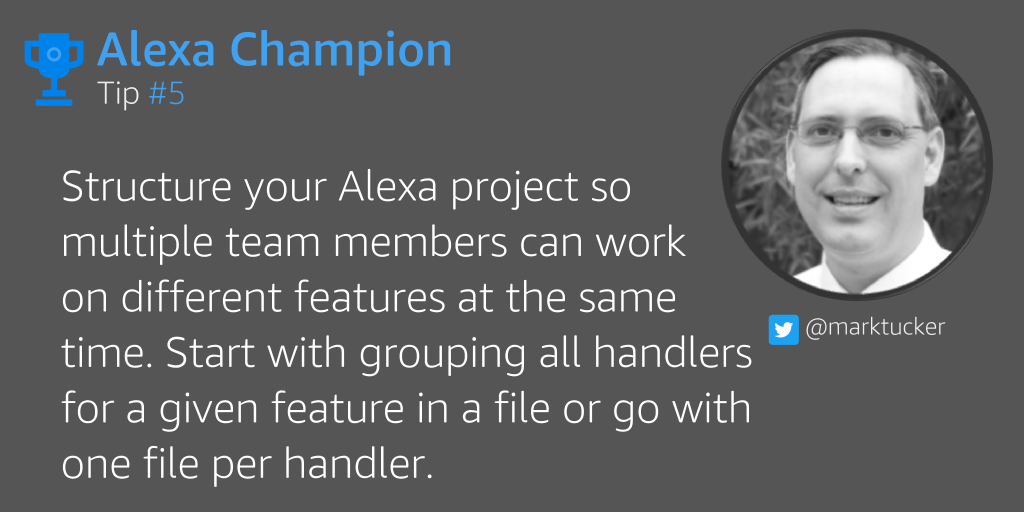 Alexa Champion
Tip #5
Structure your Alexa project so
multiple team members can work
on different features at the same
time. Start with grouping all handlers
for a given feature in a file or go with
one file per handler.
@marktucker